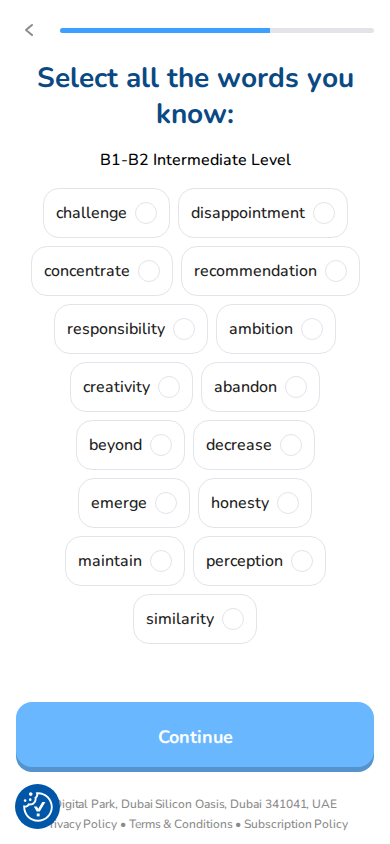 Select all the words you
know:
B1-B2 Intermediate Level
challenge disappointment
concentrate recommendation
responsibility ambition
creativity abandon
beyond decrease
emerge honesty
maintain perception
similarity
Continue
Digital Park, Dubai Silicon Oasis, Dubai 341041, UAE
Policy • Terms & Conditions • Subscription Policy